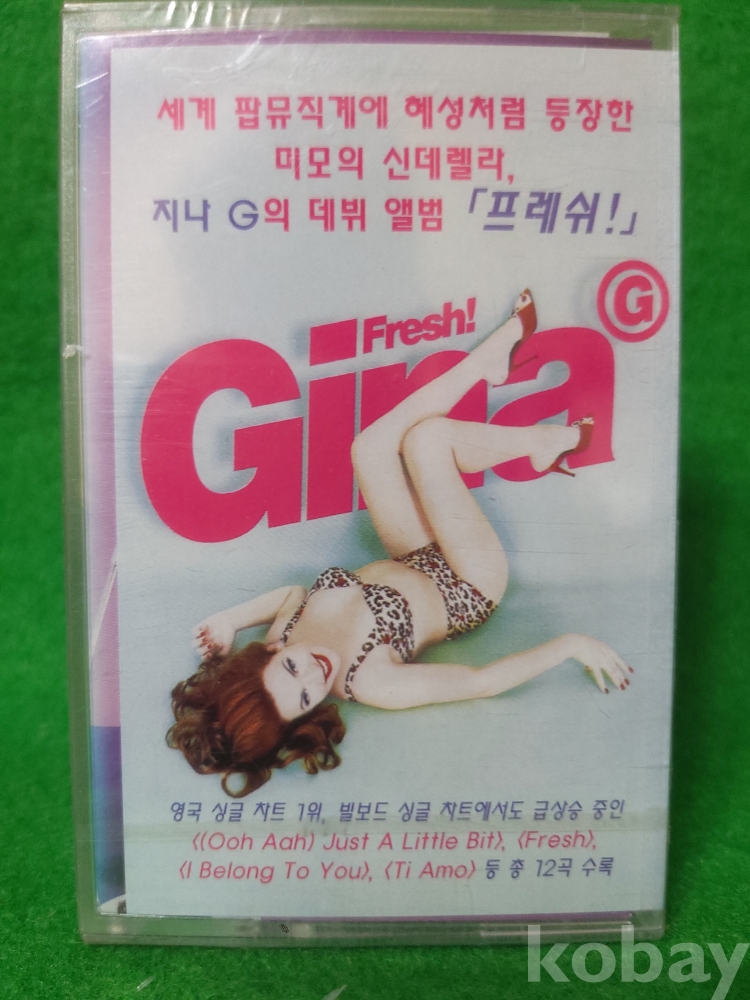 세계 팝뮤직계에 혜성처럼 등장한
미모의 신데렐라,
지나 G의 데뷔 앨범 「프레쉬!」
Fresh!
Gina G
영국 싱글 차트 1위, 빌보드 싱글 차트에서도 급상승 중인
〈(Ooh Aah) Just A Little Bit〉, 〈Fresh〉,
〈I Belong To You〉, 〈Ti Amo〉 등 총 12곡 수록
kobay